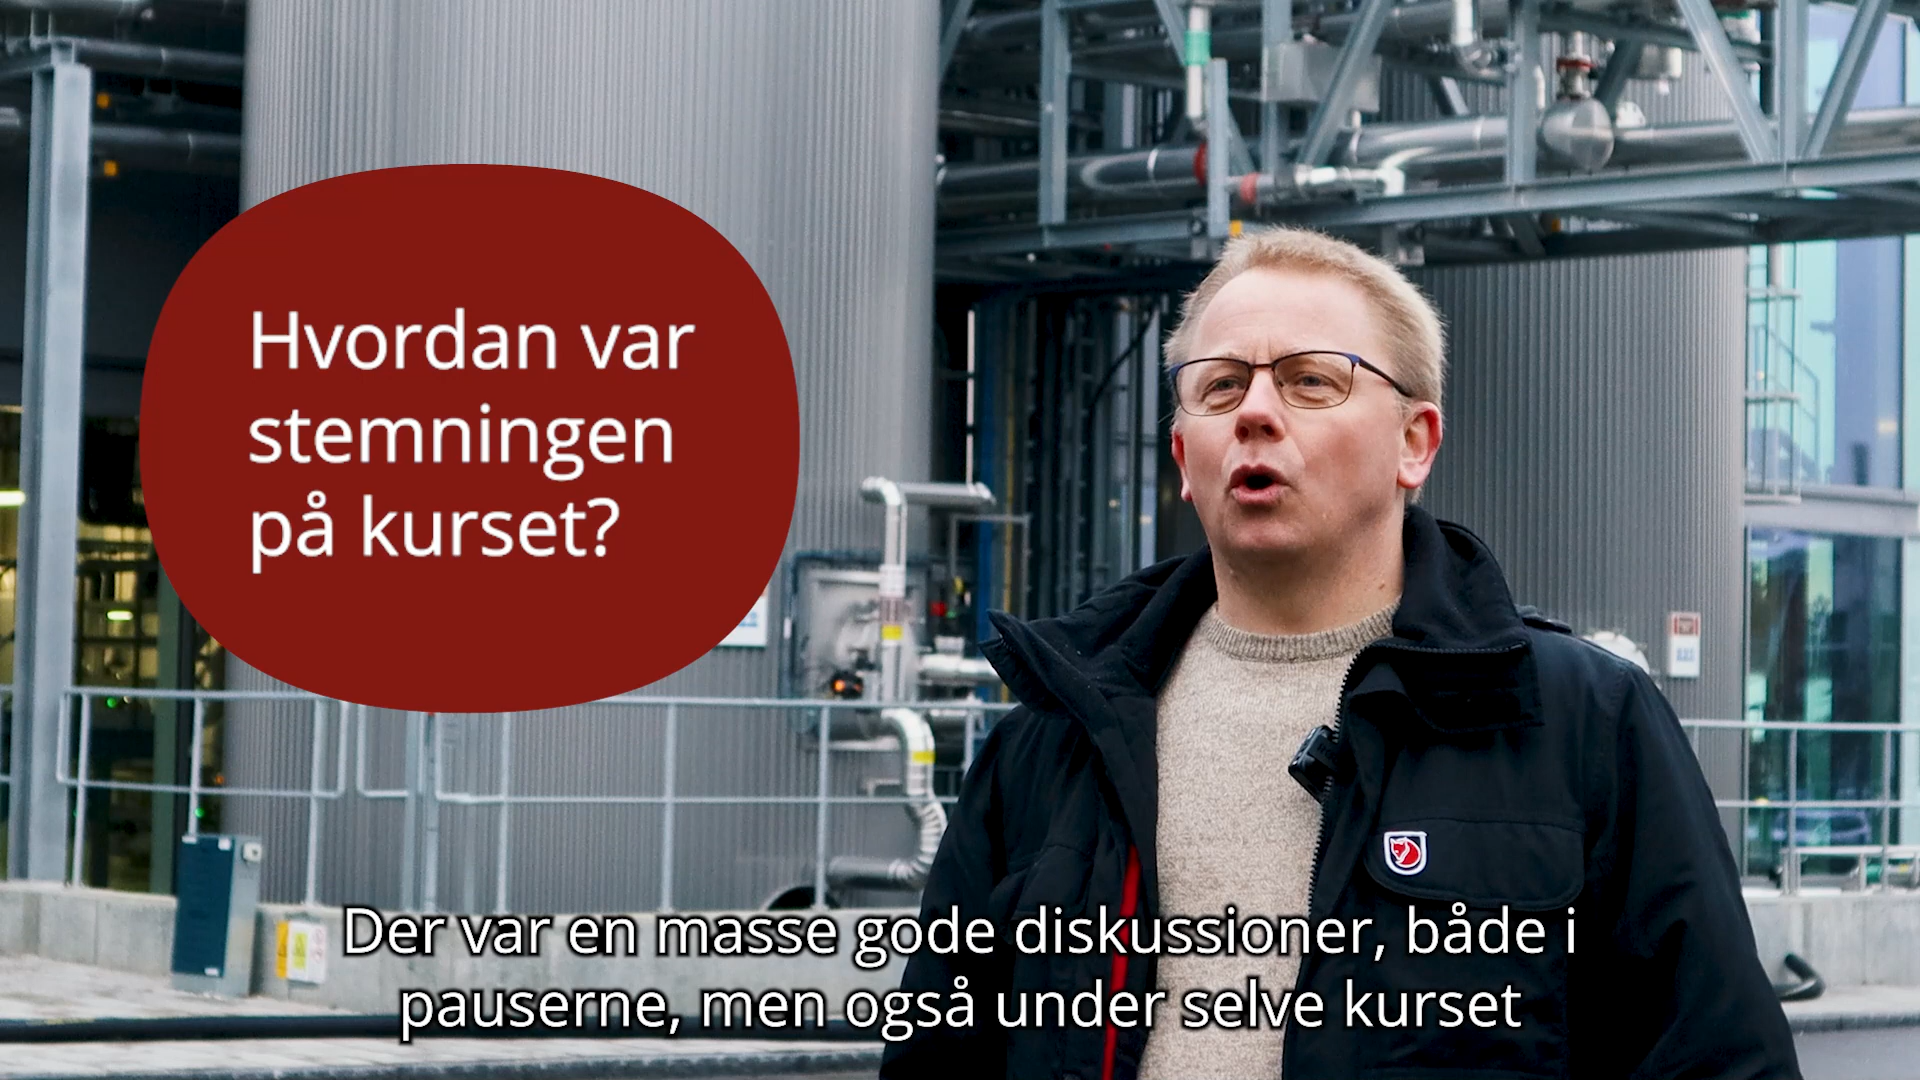 Hvordan var
stemningen
på kurset?
Der var en masse gode diskussioner, både i
pauserne, men også under selve kurset